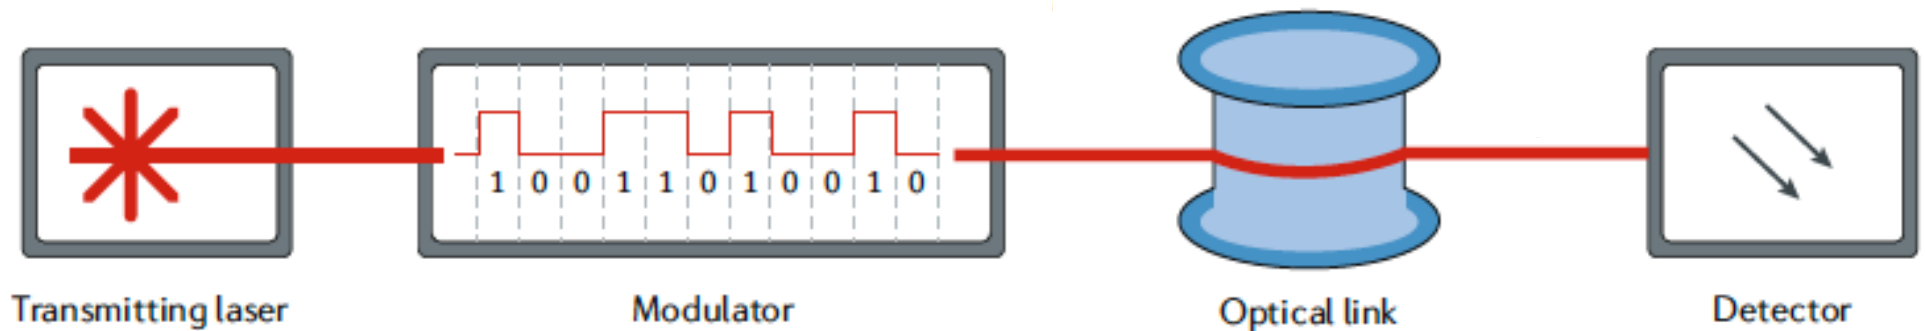 1 0 0 1 1 0 1 0 0 1 0
Transmitting laser
Modulator
Optical link
Detector